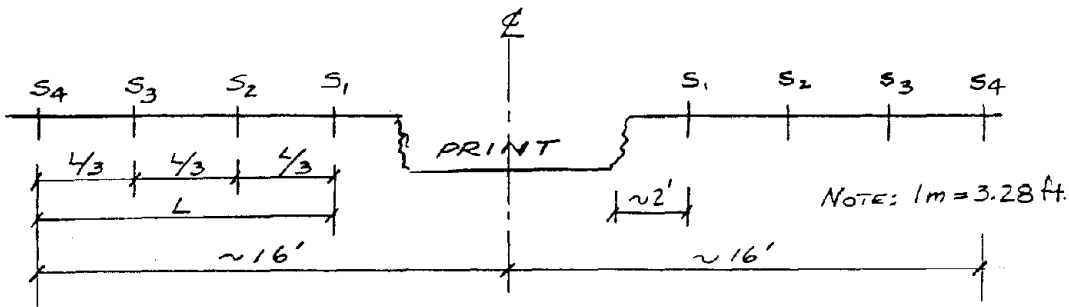 ℄
S4 S3 S2 S1 S1 S2 S3 S4
PRINT
L/3 L/3 L/3
~2'
NOTE: 1m = 3.28 ft.
L
~16' ~16'